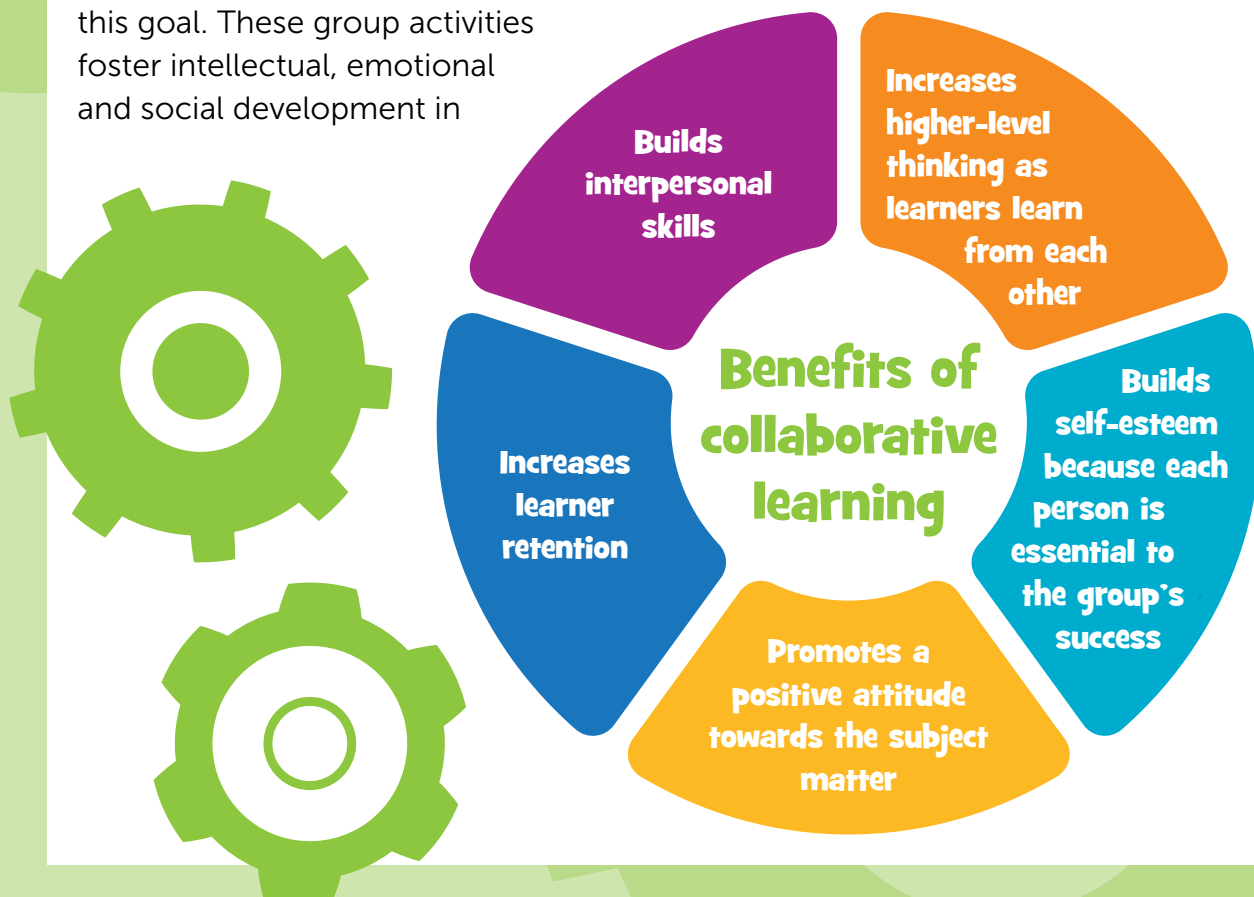 this goal. These group activities
foster intellectual, emotional
and social development in
Builds
interpersonal
skills
Increases
higher-level
thinking as
learners learn
from each
other
Benefits of
collaborative
learning
Builds
self-esteem
because each
person is
essential to
the group's
success
Increases
learner
retention
Promotes a
positive attitude
towards the subject
matter